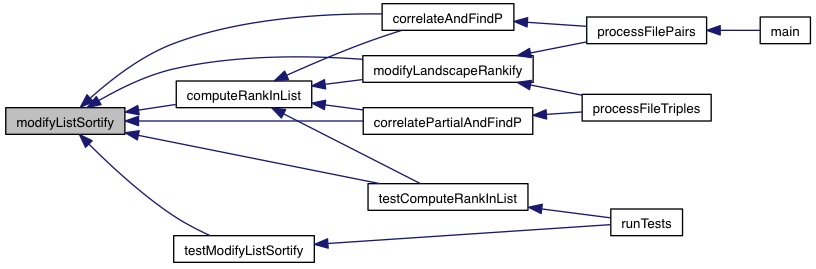 correlateAndFindP
processFilePairs
main
modifyLandscapeRankify
computeRankInList
processFileTriples
modifyListSortify
correlatePartialAndFindP
testComputeRankInList
runTests
testModifyListSortify